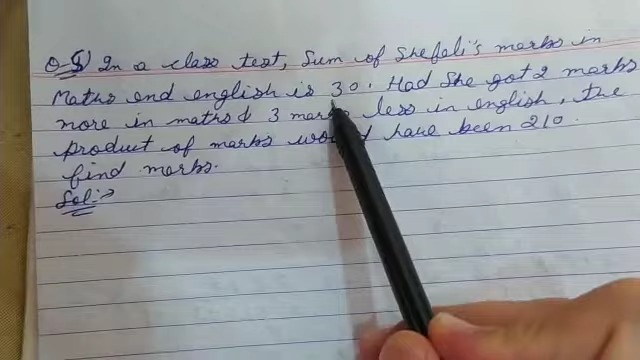 Q-5) In a class test, Sum of Shefali's marks in
Maths and english is 30. Had she got 2 marks
more in maths & 3 marks less in english, the
product of marks would have been 210.
find marks.
Sol:→